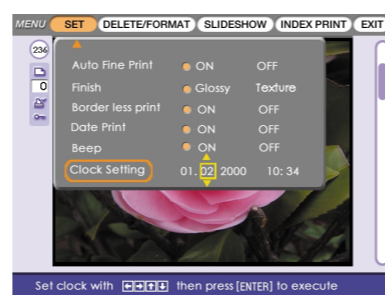 MENU SET DELETE/FORMAT SLIDESHOW INDEX PRINT EXIT
236
0
Auto Fine Print ON OFF
Finish Glossy Texture
Border less print ON OFF
Date Print ON OFF
Beep ON OFF
Clock Setting 01. 02 2000 10: 34
Set clock with ←→↑↓ then press [ENTER] to execute